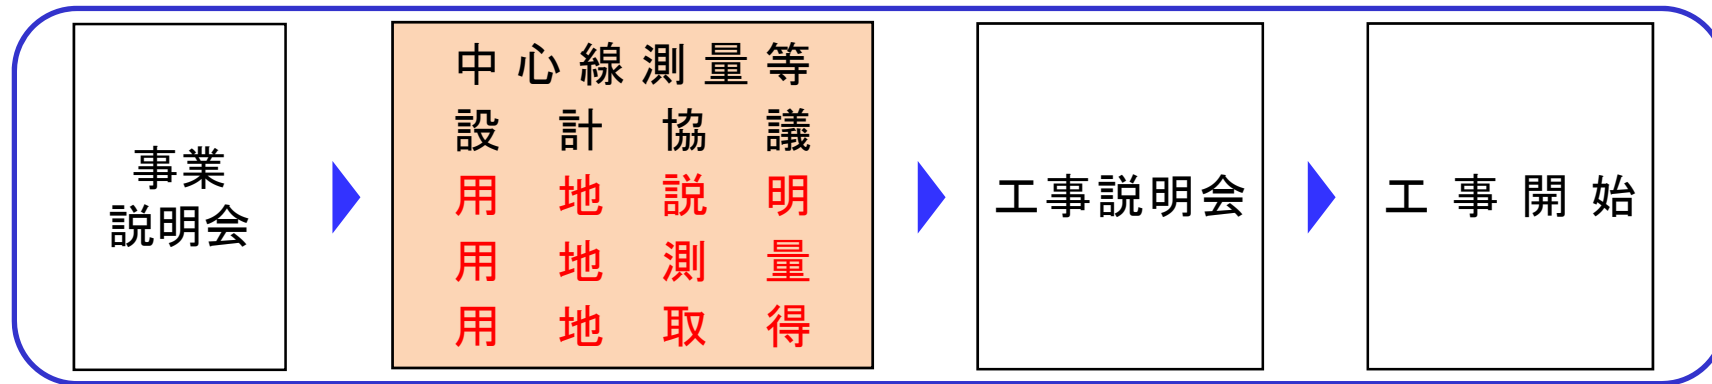 事業
説明会
中心線測量等
設計協議
用地説明
用地測量
用地取得
工事説明会
工事開始